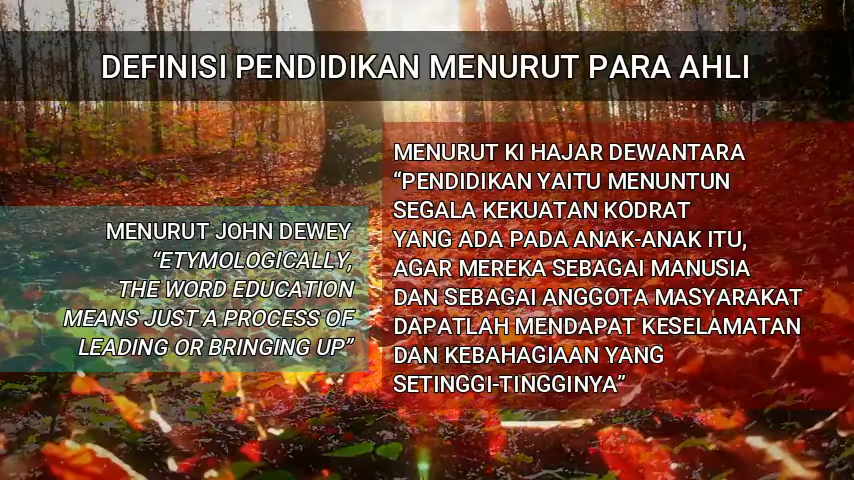 DEFINISI PENDIDIKAN MENURUT PARA AHLI
MENURUT JOHN DEWEY
“ETYMOLOGICALLY,
THE WORD EDUCATION
MEANS JUST A PROCESS OF
LEADING OR BRINGING UP”
MENURUT KI HAJAR DEWANTARA
“PENDIDIKAN YAITU MENUNTUN
SEGALA KEKUATAN KODRAT
YANG ADA PADA ANAK-ANAK ITU,
AGAR MEREKA SEBAGAI MANUSIA
DAN SEBAGAI ANGGOTA MASYARAKAT
DAPATLAH MENDAPAT KESELAMATAN
DAN KEBAHAGIAAN YANG
SETINGGI-TINGGINYA”